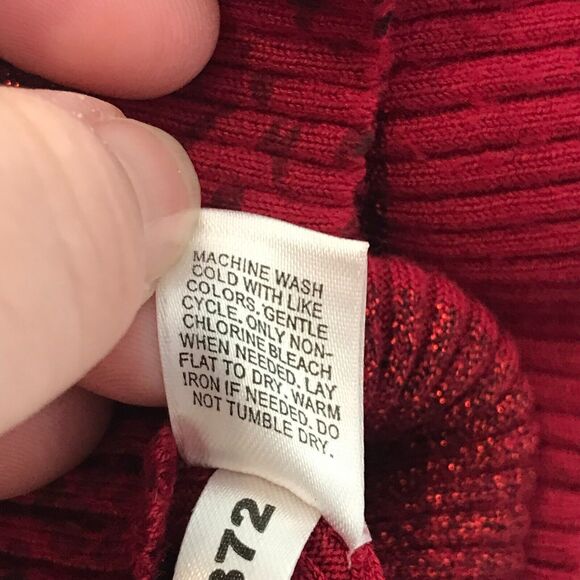 MACHINE WASH
COLD WITH LIKE
COLORS. GENTLE
CYCLE. ONLY NON-
CHLORINE BLEACH
WHEN NEEDED. LAY
FLAT TO DRY. WARM
IRON IF NEEDED. DO
NOT TUMBLE DRY.
372